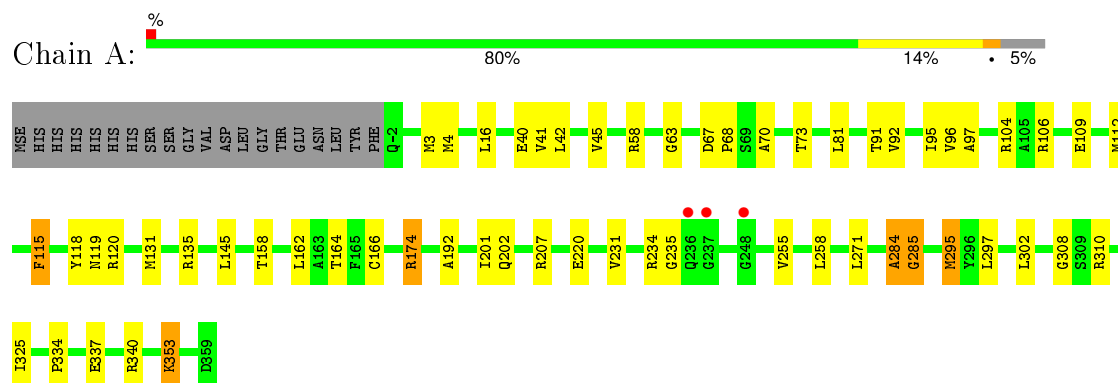 %
Chain A:
80% 14% • 5%
MSE HIS HIS HIS HIS HIS HIS SER SER GLY VAL ASP LEU GLY THR GLU ASN LEU TYR PHE Q-2 V3 M4 L16 E40 V41 L42 V45 R58 G63 D67 P68 S69 A70 T73 L81 T91 V92 I95 V96 A97 R104 A105 R106 E109 M112
F115 Y118 N119 R120 M131 R135 L145 T158 L162 A163 T164 F165 C166 R174 A192 I201 Q202 R207 E220 V231 R234 G235 Q236 G237 G248 V255 L258 L271 A284 G285 M295 Y296 L297 L302 G308 S309 R310
I325 P334 E337 R340 K353 D359